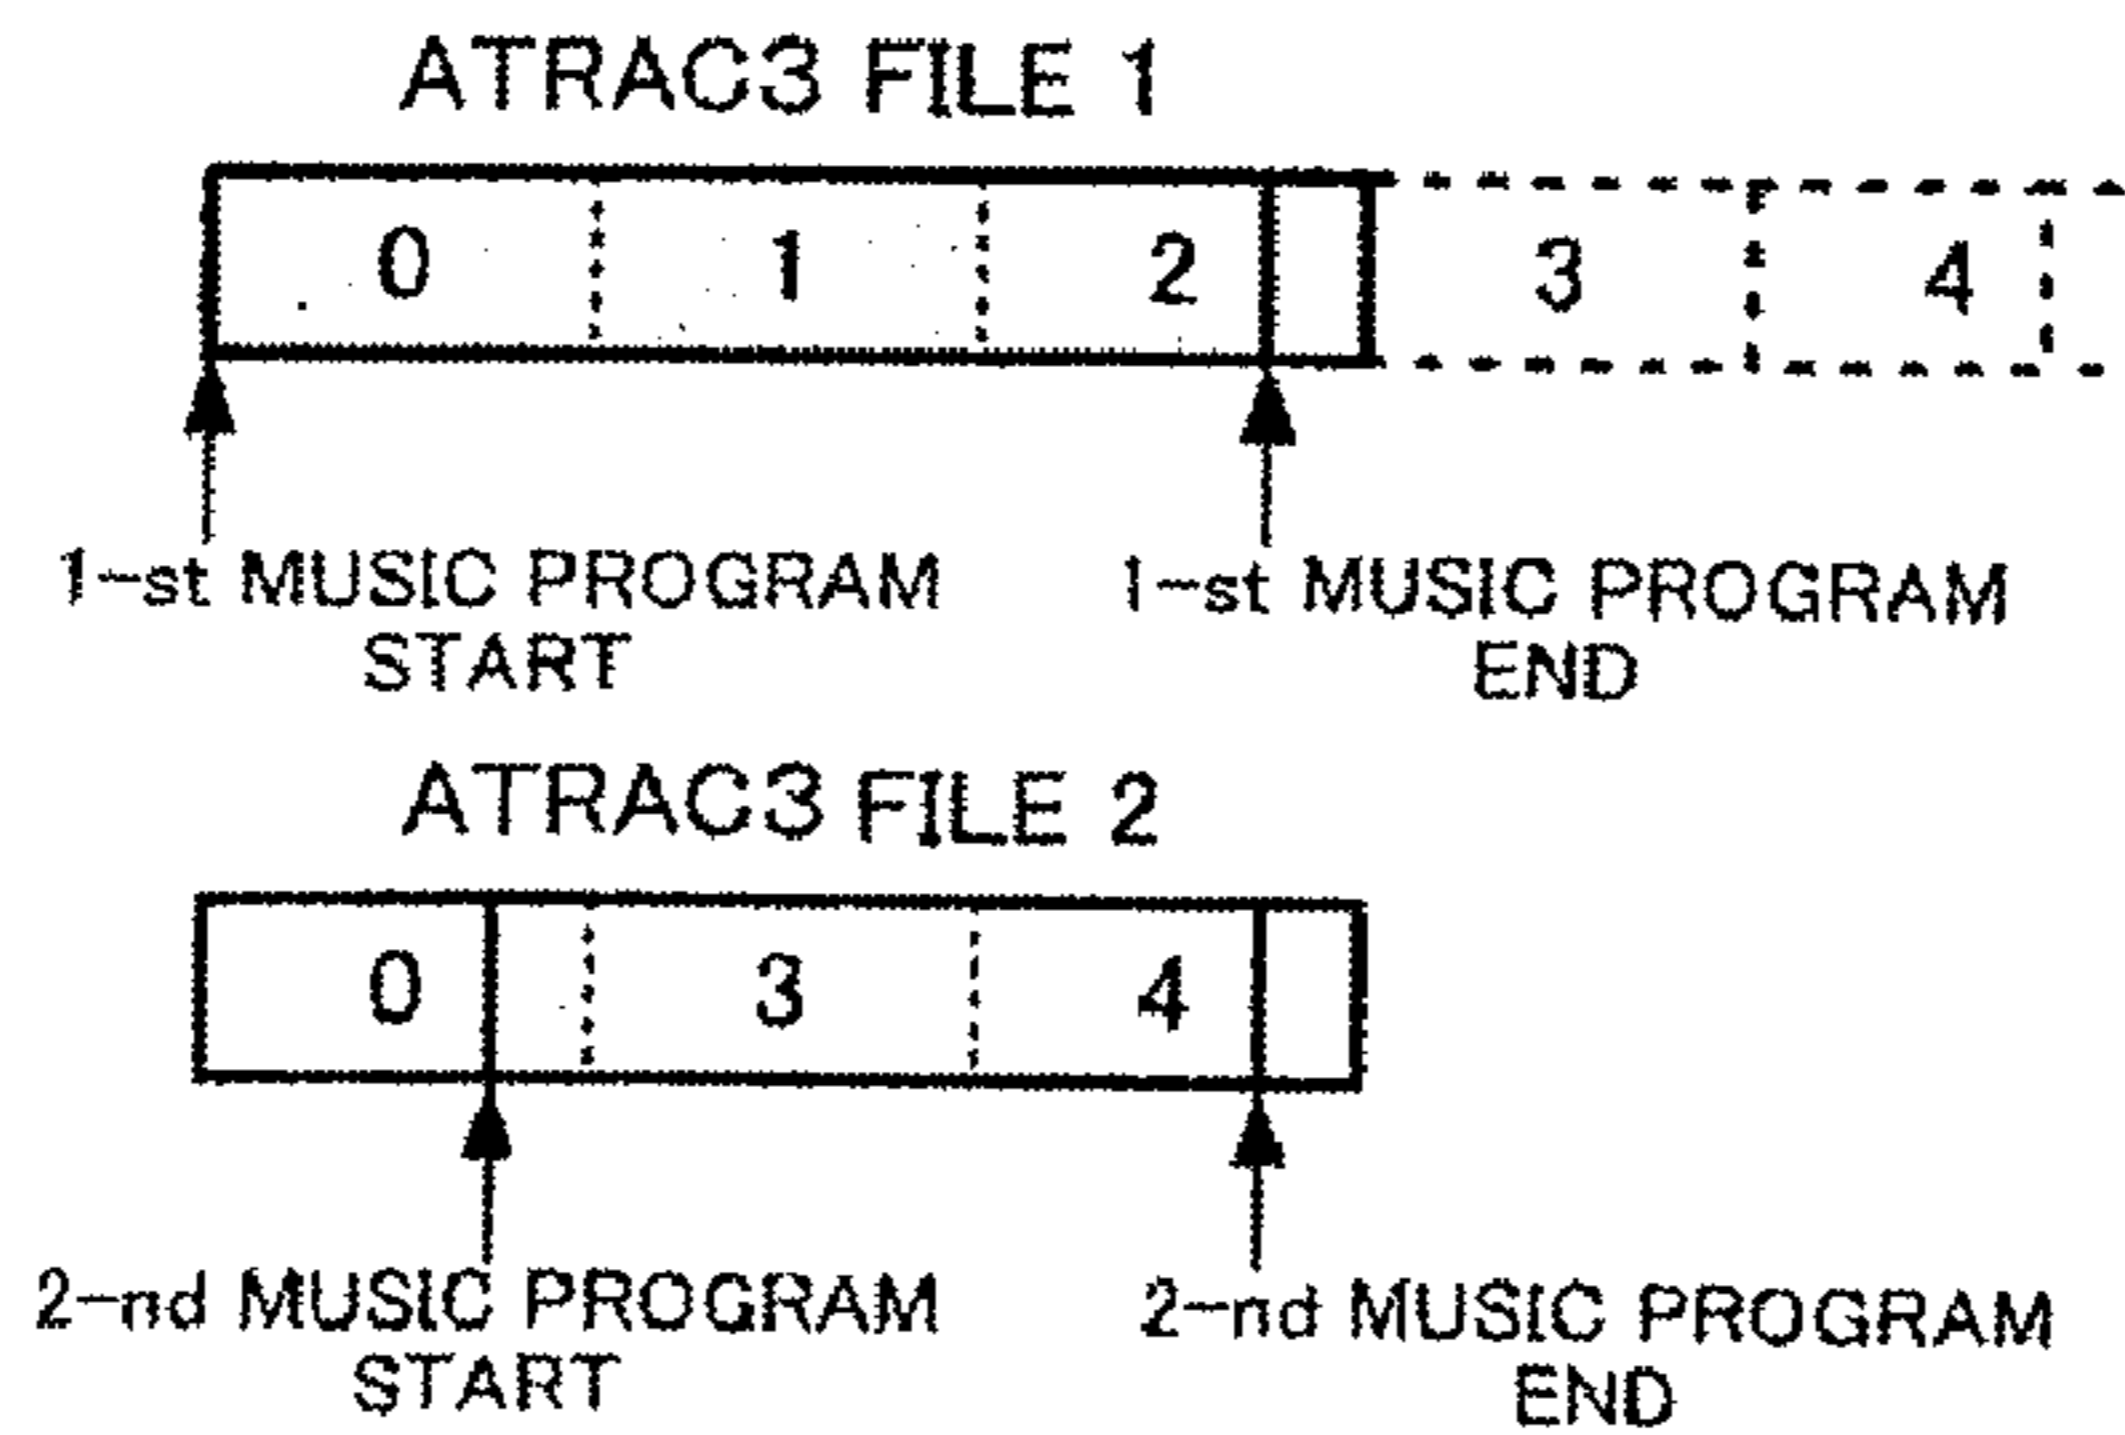 ATRAC3 FILE 1
0 1 2 3 4
1-st MUSIC PROGRAM
START
1-st MUSIC PROGRAM
END
ATRAC3 FILE 2
0 3 4
2-nd MUSIC PROGRAM
START
2-nd MUSIC PROGRAM
END